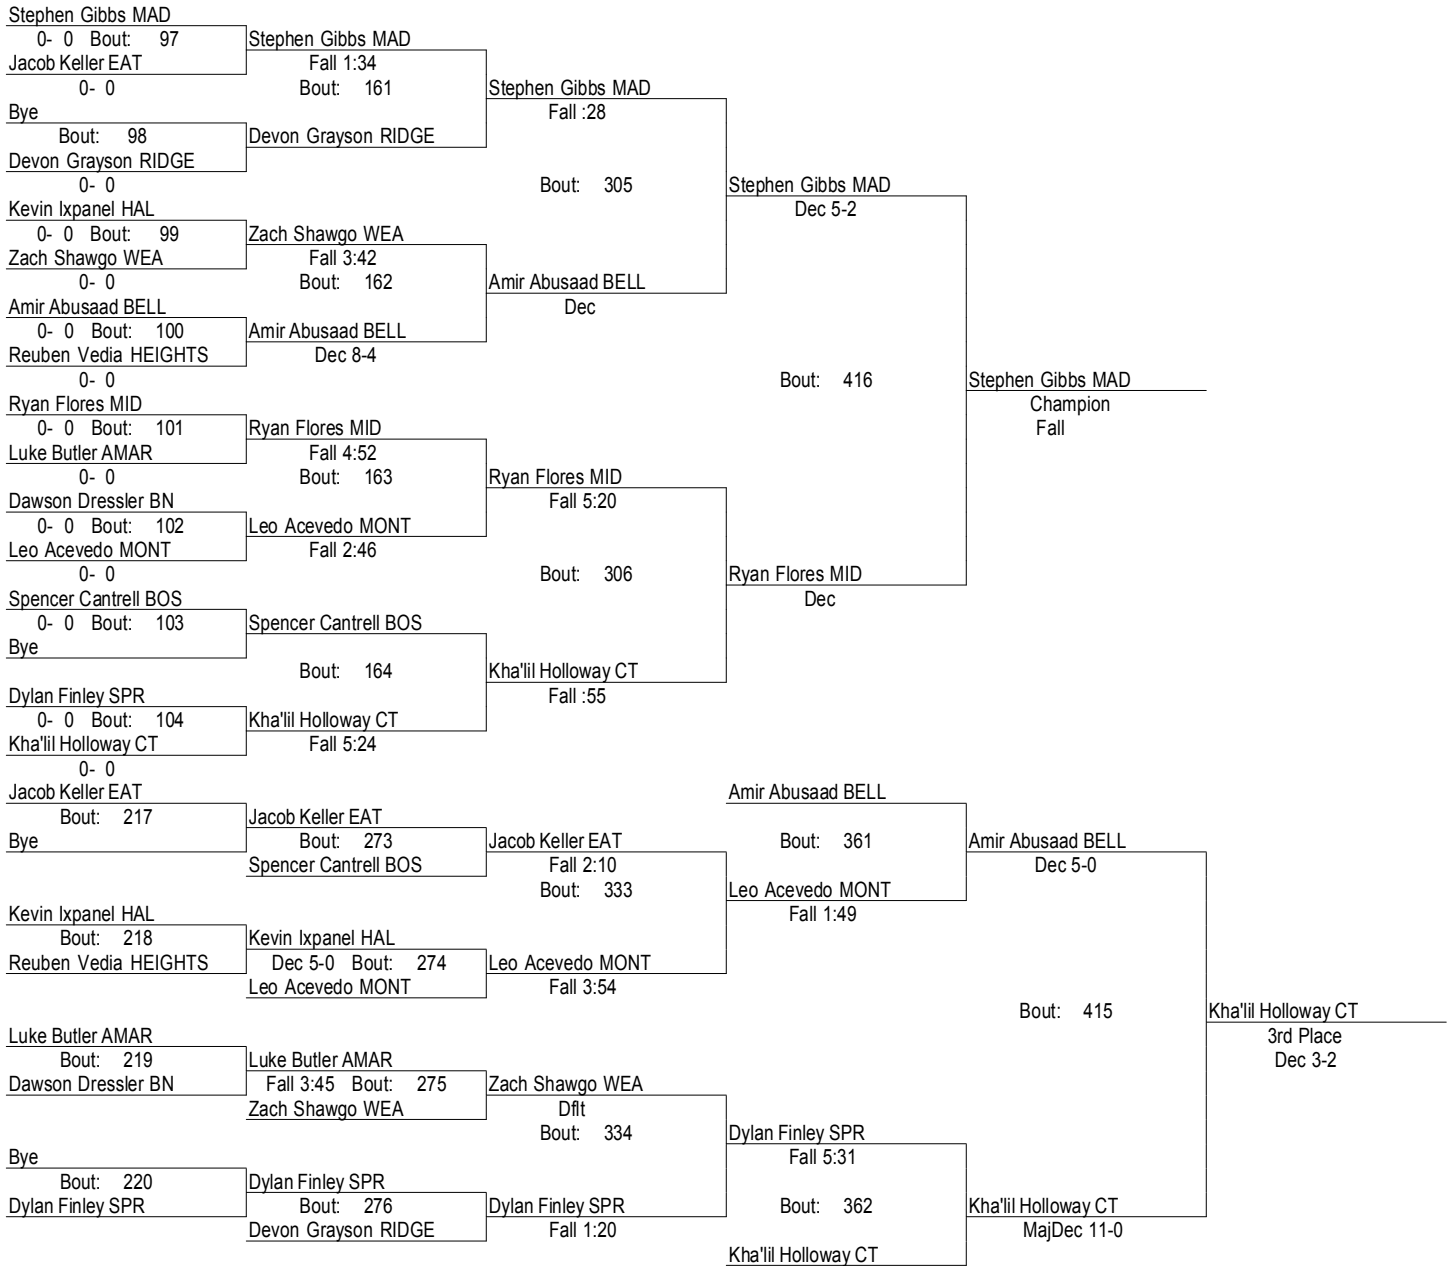 Stephen Gibbs MAD
0- 0 Bout: 97 Stephen Gibbs MAD
Jacob Keller EAT Fall 1:34
0- 0 Bout: 161 Stephen Gibbs MAD
Bye Fall :28
Bout: 98 Devon Grayson RIDGE
Devon Grayson RIDGE
0- 0 Bout: 305 Stephen Gibbs MAD
Kevin Ixpanel HAL Dec 5-2
0- 0 Bout: 99 Zach Shawgo WEA
Zach Shawgo WEA Fall 3:42
0- 0 Bout: 162 Amir Abusaad BELL
Amir Abusaad BELL Dec
0- 0 Bout: 100 Amir Abusaad BELL
Reuben Vedia HEIGHTS Dec 8-4
0- 0 Bout: 416 Stephen Gibbs MAD
Ryan Flores MID Champion
0- 0 Bout: 101 Ryan Flores MID Fall
Luke Butler AMAR Fall 4:52
0- 0 Bout: 163 Ryan Flores MID
Dawson Dressler BN Fall 5:20
0- 0 Bout: 102 Leo Acevedo MONT
Leo Acevedo MONT Fall 2:46
0- 0 Bout: 306 Ryan Flores MID
Spencer Cantrell BOS Dec
0- 0 Bout: 103 Spencer Cantrell BOS
Bye
Bout: 164 Kha'lil Holloway CT
Dylan Finley SPR Fall :55
0- 0 Bout: 104 Kha'lil Holloway CT
Kha'lil Holloway CT Fall 5:24
0- 0
Jacob Keller EAT Amir Abusaad BELL
Bout: 217 Jacob Keller EAT
Bye Bout: 273 Jacob Keller EAT Bout: 361 Amir Abusaad BELL
Spencer Cantrell BOS Fall 2:10 Dec 5-0
Bout: 333 Leo Acevedo MONT
Kevin Ixpanel HAL Fall 1:49
Bout: 218 Kevin Ixpanel HAL
Reuben Vedia HEIGHTS Dec 5-0 Bout: 274 Leo Acevedo MONT
Leo Acevedo MONT Fall 3:54
Bout: 415 Kha'lil Holloway CT
Luke Butler AMAR 3rd Place
Bout: 219 Luke Butler AMAR Dec 3-2
Dawson Dressler BN Fall 3:45 Bout: 275 Zach Shawgo WEA
Zach Shawgo WEA Dflt
Bout: 334 Dylan Finley SPR
Bye Fall 5:31
Bout: 220 Dylan Finley SPR
Dylan Finley SPR Bout: 276 Dylan Finley SPR Bout: 362 Kha'lil Holloway CT
Devon Grayson RIDGE Fall 1:20 MajDec 11-0
Kha'lil Holloway CT